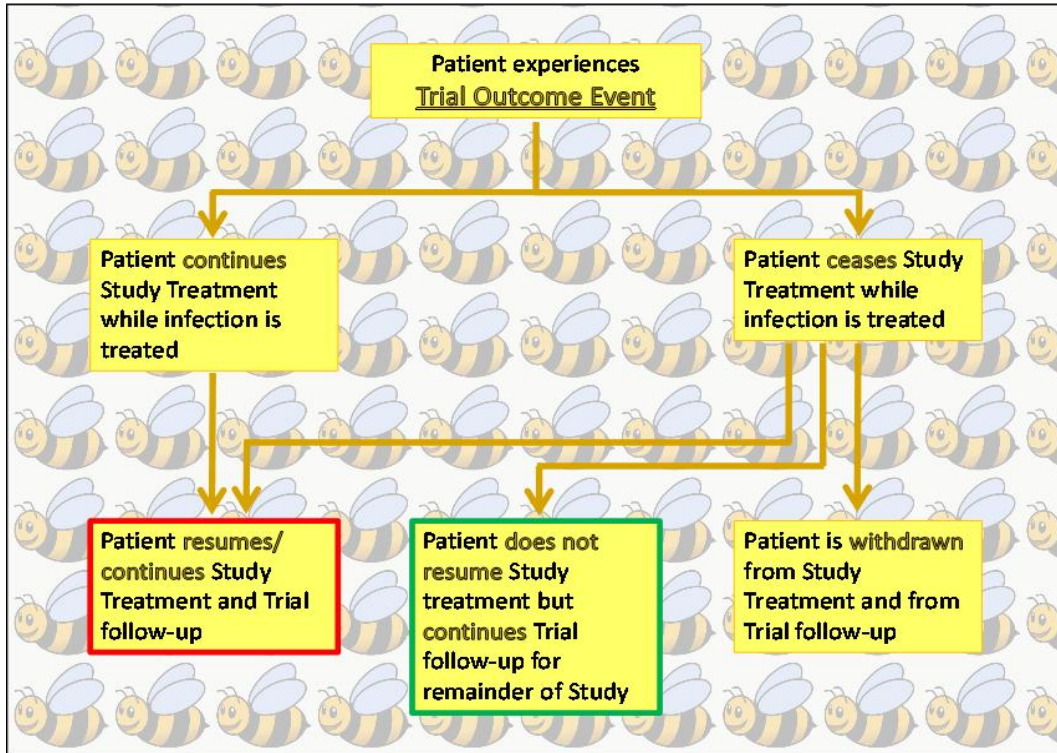 Patient experiences
Trial Outcome Event
Patient continues
Study Treatment
while infection is
treated
Patient ceases Study
Treatment while
infection is treated
Patient resumes/
continues Study
Treatment and Trial
follow-up
Patient does not
resume Study
treatment but
continues Trial
follow-up for
remainder of Study
Patient is withdrawn
from Study
Treatment and from
Trial follow-up